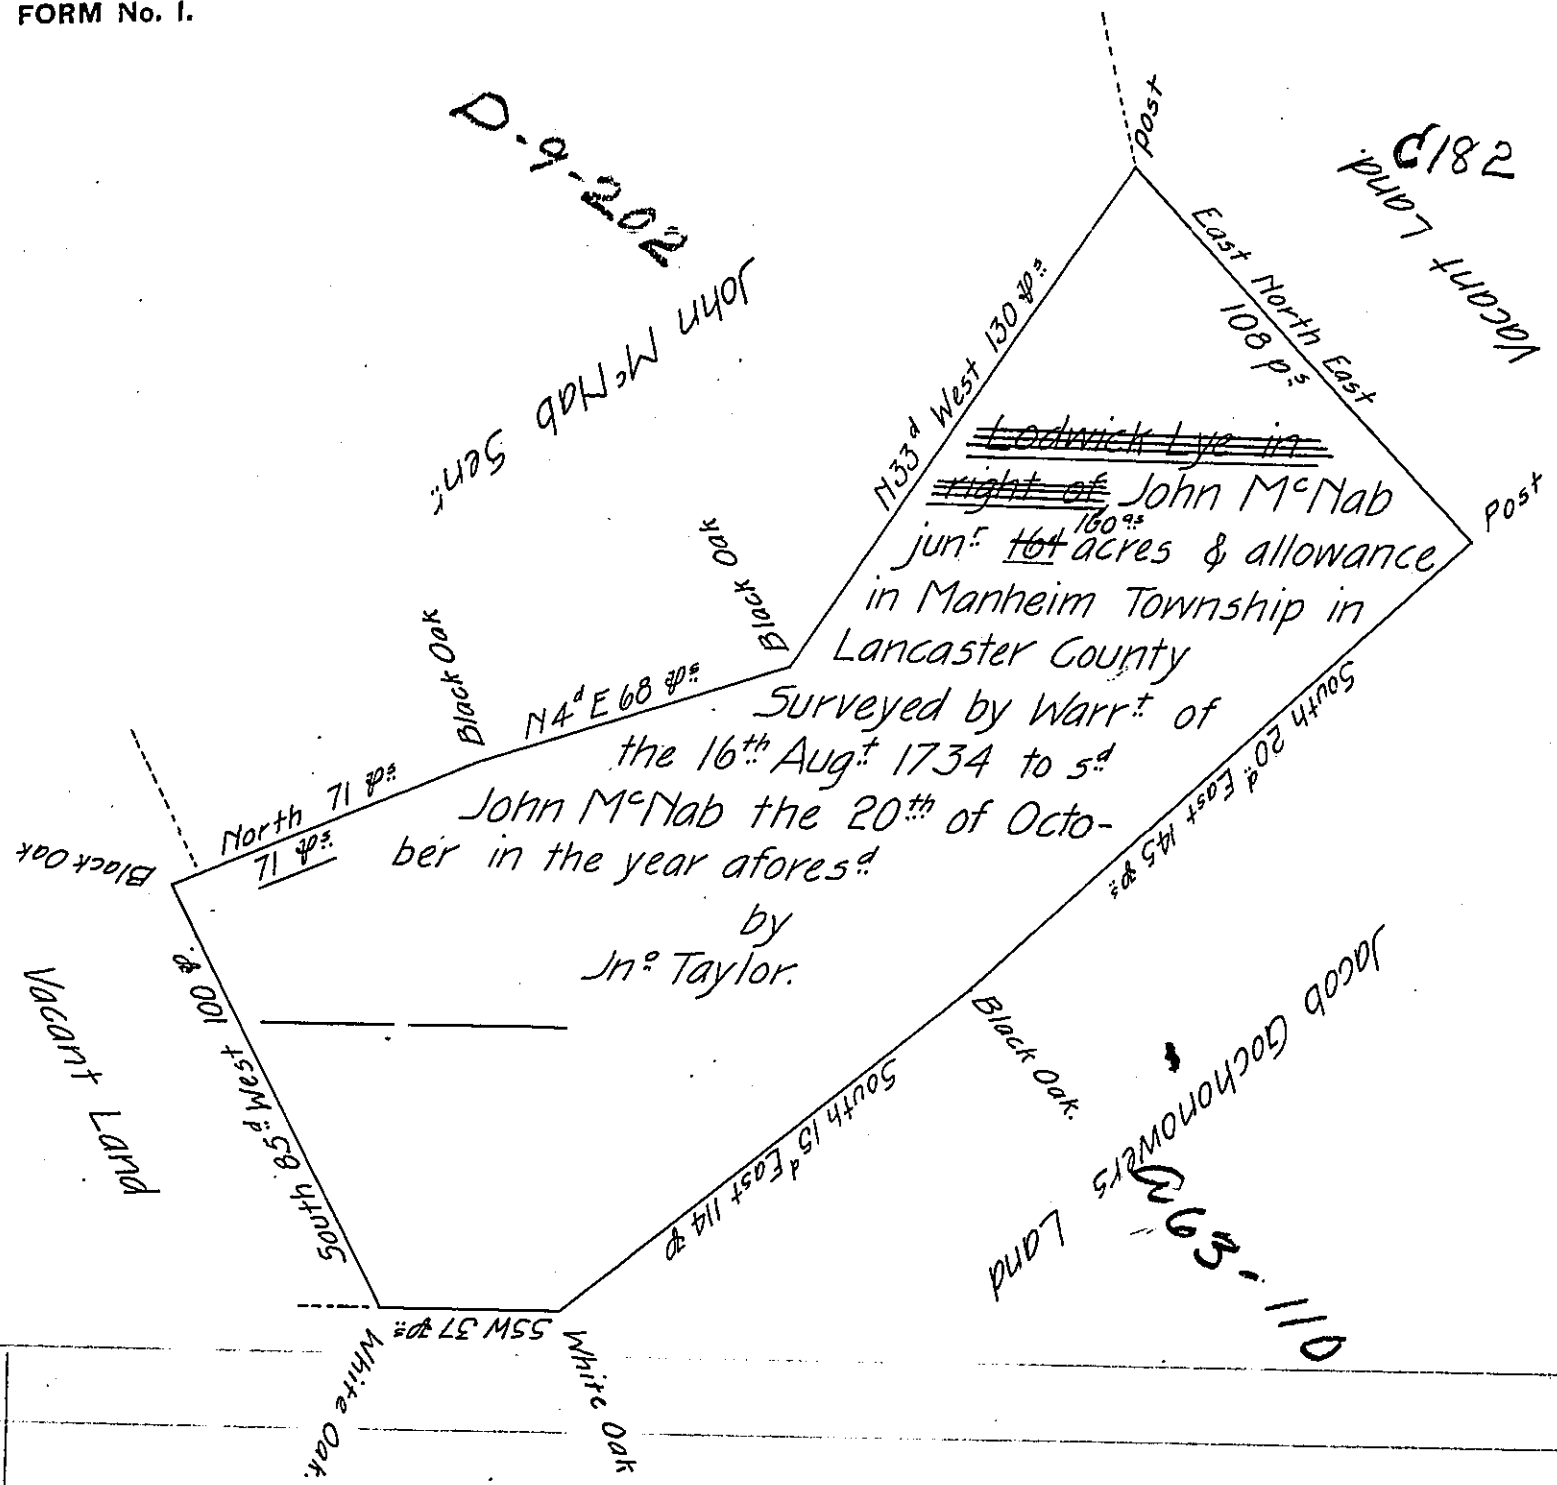 FORM No. 1.
D-9-202
C182
John McNab Senr
Vacant Land.
Post
East North East
108 ps
N33d West 130 ps
Post
Lodwick Lye in
right of John McNab
160as
junr 164 acres & allowance
in Manheim Township in
Lancaster County
Surveyed by Warrt of
the 16th Augt 1734 to sd
John McNab the 20th of Octo-
ber in the year aforesd
by
Jno Taylor.
Black Oak
Black Oak
N4d E 68 ps
North 71 ps
71 ps
Black Oak
Vacant Land
South 85d West 100 p.
South 20d East 145 ps
Black Oak.
South 15d East 114 p
Jacob Gochonowers
Land
SSW 37 ps
White Oak.
White Oak
63-110